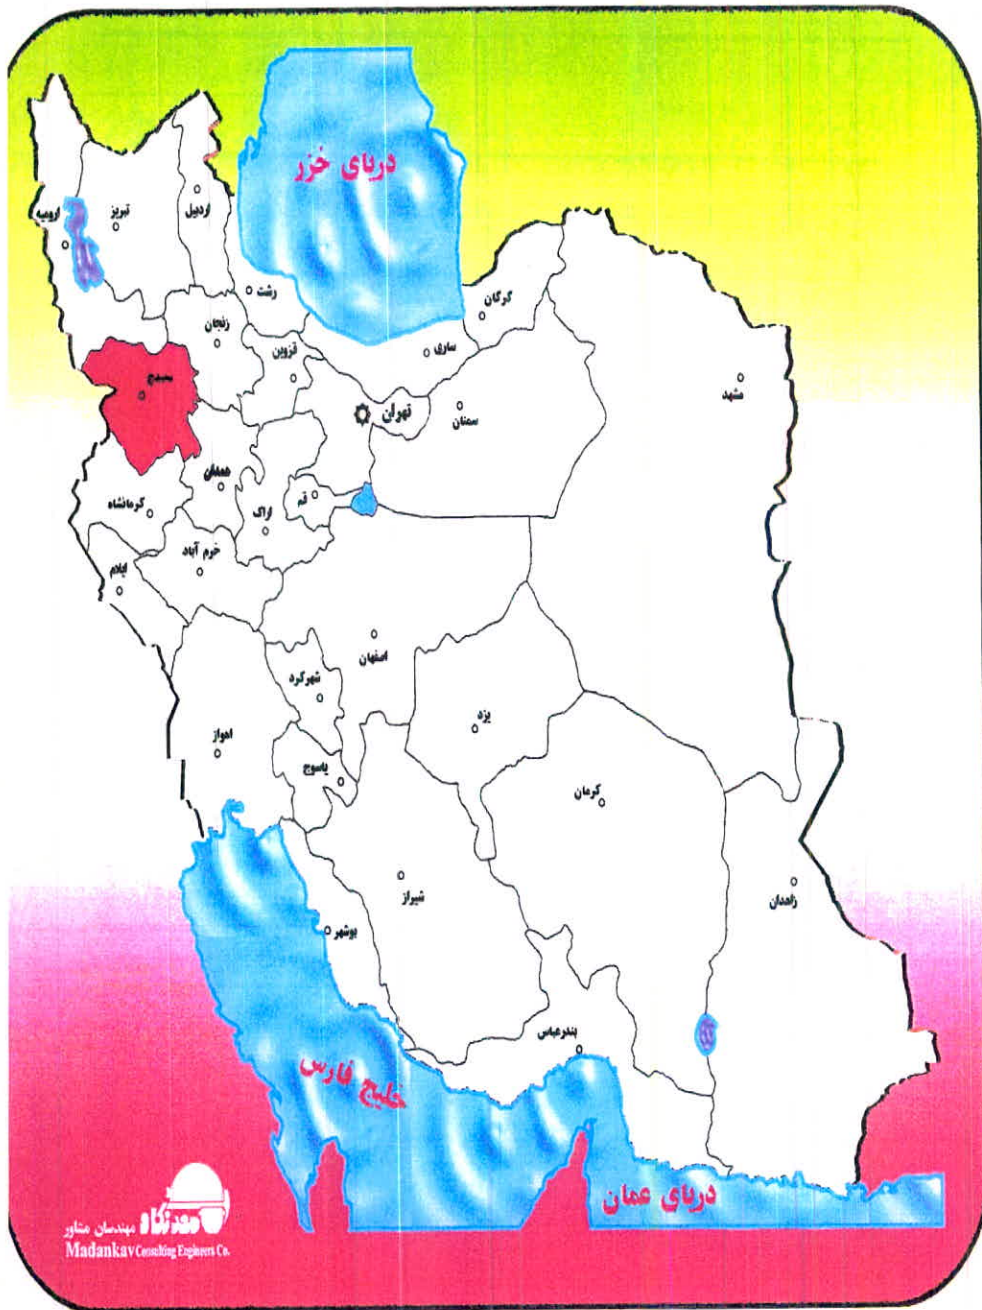 دریای خزر
اردبیل
تبریز
ارومیه
رشت
گرگان
زنجان
ساری
قزوین
سنندج
مشهد
تهران
سمنان
همدان
قم
کرمانشاه
اراک
خرم آباد
ایلام
اصفهان
شهرکرد
یزد
اهواز
یاسوج
کرمان
شیراز
زاهدان
بوشهر
بندرعباس
خلیج فارس
دریای عمان
مهندسان مشاور
Madankav Consulting Engineers Co.